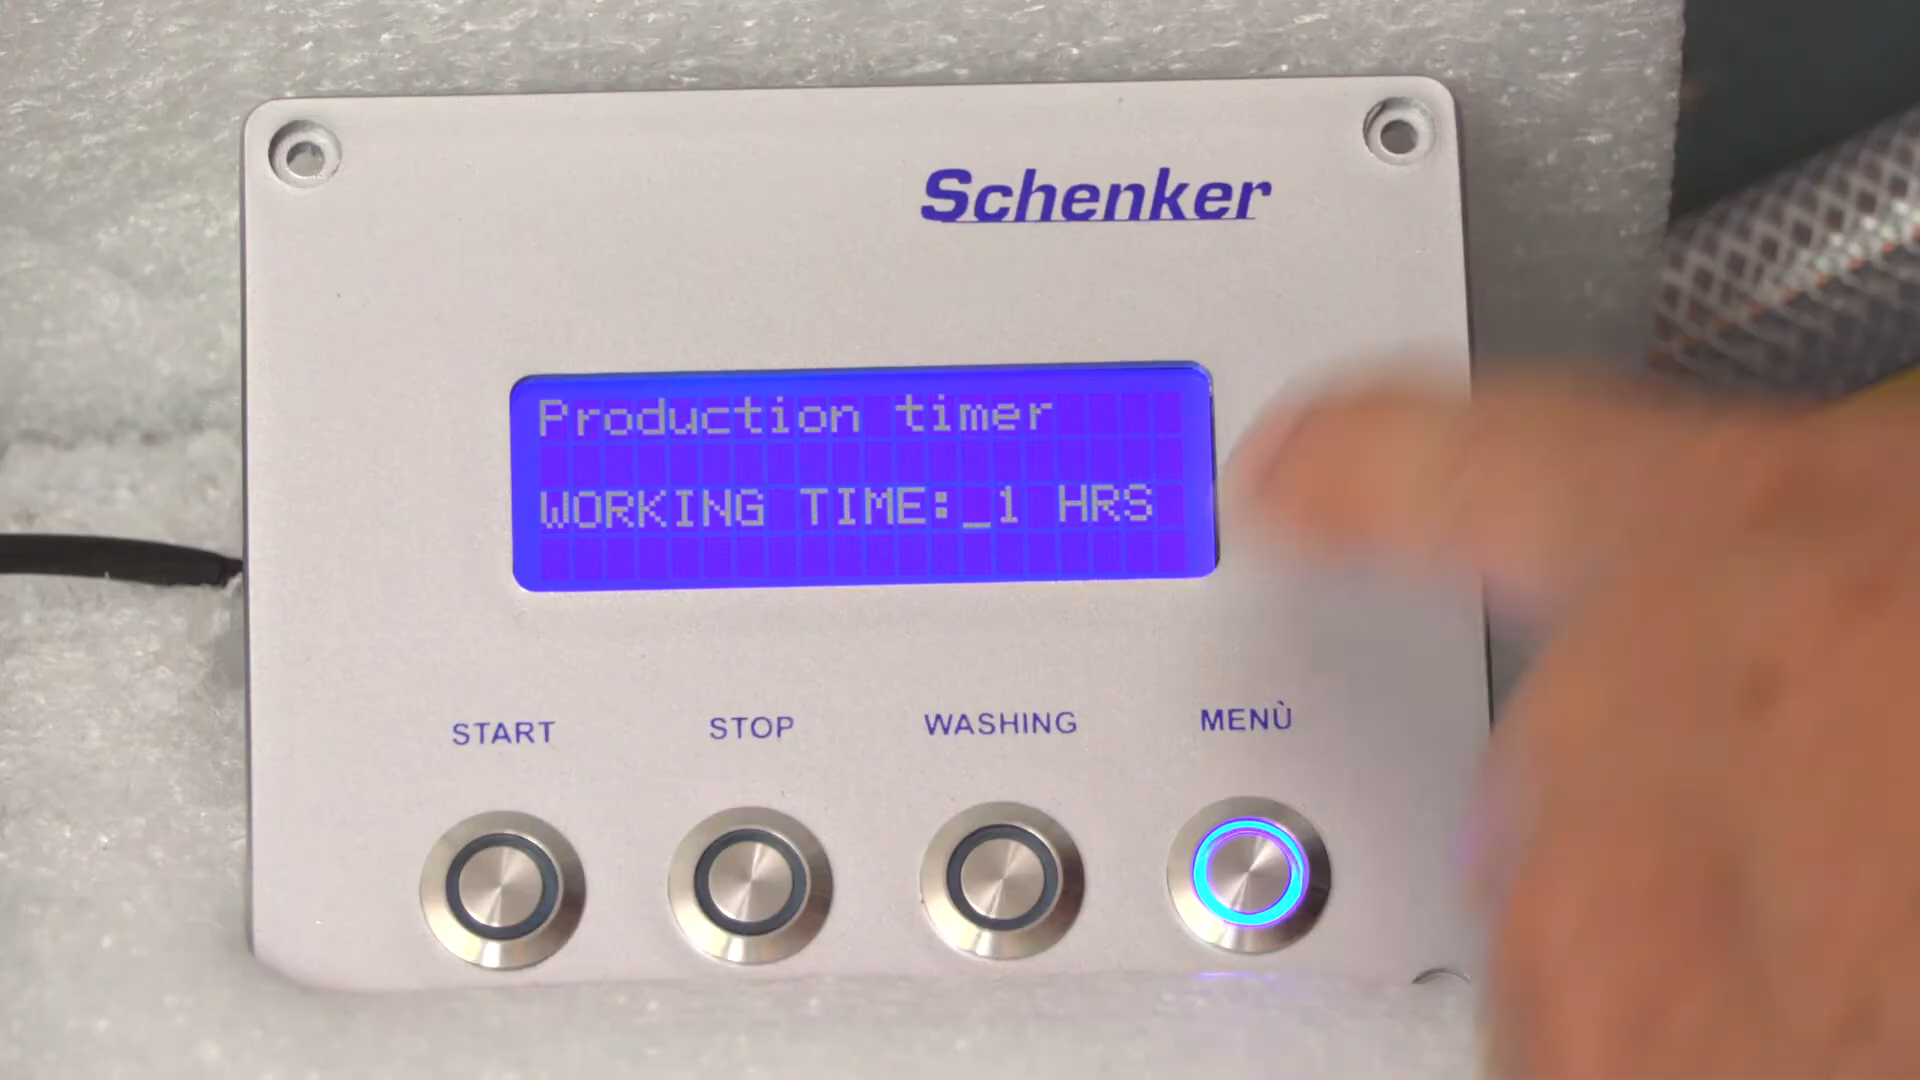 Schenker
Production timer
WORKING TIME:_1 HRS
START STOP WASHING MENÙ